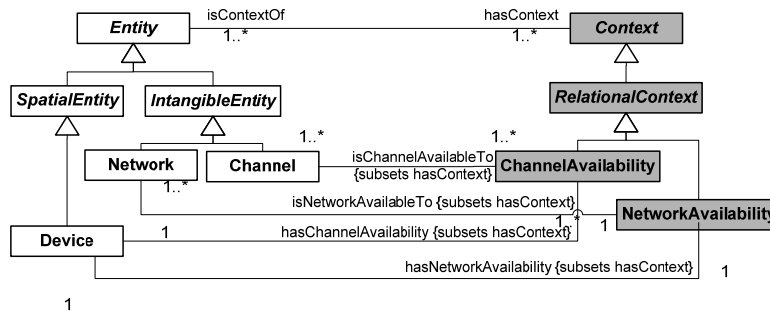 isContextOf
hasContext
Entity
1..*
1..*
Context
SpatialEntity
IntangibleEntity
RelationalContext
1..*
1..*
Network
Channel
isChannelAvailableTo
{subsets hasContext}
ChannelAvailability
1..*
isNetworkAvailableTo {subsets hasContext}
NetworkAvailability
1..*
1
Device
1
hasChannelAvailability {subsets hasContext}
hasNetworkAvailability {subsets hasContext}
1
1